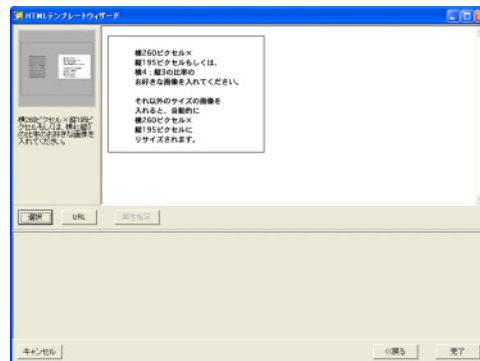 HTMLテンプレートウィザード
横260ピクセル×
縦195ピクセルもしくは、
横4：縦3の比率の
お好きな画像を入れてください。
それ以外のサイズの画像を
入れると、自動的に
横260ピクセル×
縦195ピクセルに
リサイズされます。
横260ピクセル×縦195ピ
クセルもしくは、横4:縦3
の比率のお好きな画像を
入れてください。
選択
URL
キャンセル
<<戻る
完了